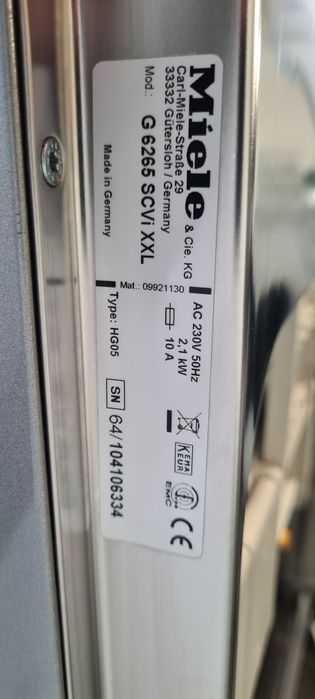 Miele & Cie. KG
Carl-Miele-Straße 29
33332 Gütersloh / Germany
Mod.: G 6265 SCVi XXL
Made in Germany
Mat.: 09921130
AC 230V 50Hz
2,1 kW
10 A
Type: HG05
SN 64/104106334
KEMA
KEUR
EMC
CE